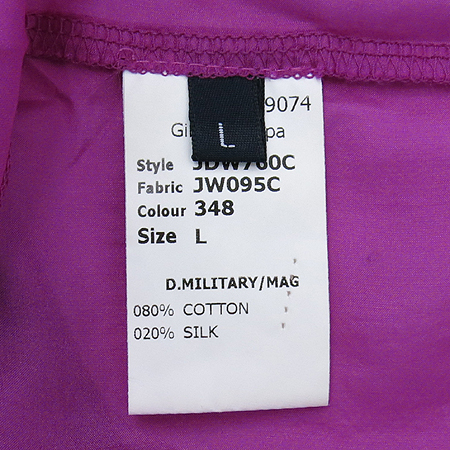 9074
L
Style JDW760C
Fabric JW095C
Colour 348
Size L
D.MILITARY/MAG
080% COTTON
020% SILK